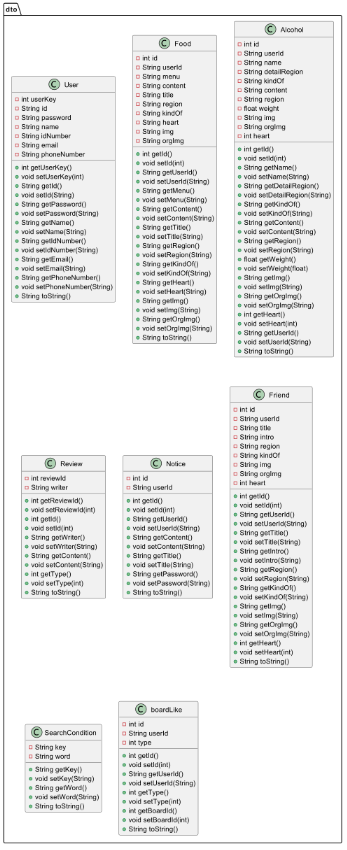 dto
User
int userKey
String id
String password
String name
String idNumber
String email
String phoneNumber
int getUserKey()
void setUserKey(int)
String getId()
void setId(String)
String getPassword()
void setPassword(String)
String getName()
void setName(String)
String getIdNumber()
void setIdNumber(String)
String getEmail()
void setEmail(String)
String getPhoneNumber()
void setPhoneNumber(String)
String toString()
Food
int id
String userId
String menu
String content
String title
String region
String kindOf
String heart
String img
String orgImg
int getId()
void setId(int)
String getUserId()
void setUserId(String)
String getMenu()
void setMenu(String)
String getContent()
void setContent(String)
String getTitle()
void setTitle(String)
String getRegion()
void setRegion(String)
String getKindOf()
void setKindOf(String)
String getHeart()
void setHeart(String)
String getImg()
void setImg(String)
String getOrgImg()
void setOrgImg(String)
String toString()
Alcohol
int id
String userId
String name
String detailRegion
String kindOf
String content
String region
float weight
String img
String orgImg
int heart
int getId()
void setId(int)
String getName()
void setName(String)
String getDetailRegion()
void setDetailRegion(String)
String getKindOf()
void setKindOf(String)
String getContent()
void setContent(String)
String getRegion()
void setRegion(String)
float getWeight()
void setWeight(float)
String getImg()
void setImg(String)
String getOrgImg()
void setOrgImg(String)
int getHeart()
void setHeart(int)
String getUserId()
void setUserId(String)
String toString()
Review
int reviewId
String writer
int getReviewId()
void setReviewId(int)
int getId()
void setId(int)
String getWriter()
void setWriter(String)
String getContent()
void setContent(String)
int getType()
void setType(int)
String toString()
Notice
int id
String userId
int getId()
void setId(int)
String getUserId()
void setUserId(String)
String getContent()
void setContent(String)
String getTitle()
void setTitle(String)
String getPassword()
void setPassword(String)
String toString()
Friend
int id
String userId
String title
String intro
String region
String kindOf
String img
String orgImg
int heart
int getId()
void setId(int)
String getUserId()
void setUserId(String)
String getTitle()
void setTitle(String)
String getIntro()
void setIntro(String)
String getRegion()
void setRegion(String)
String getKindOf()
void setKindOf(String)
String getImg()
void setImg(String)
String getOrgImg()
void setOrgImg(String)
int getHeart()
void setHeart(int)
String toString()
SearchCondition
String key
String word
String getKey()
void setKey(String)
String getWord()
void setWord(String)
String toString()
boardLike
int id
String userId
int type
int getId()
void setId(int)
String getUserId()
void setUserId(String)
int getType()
void setType(int)
int getBoardId()
void setBoardId(int)
String toString()